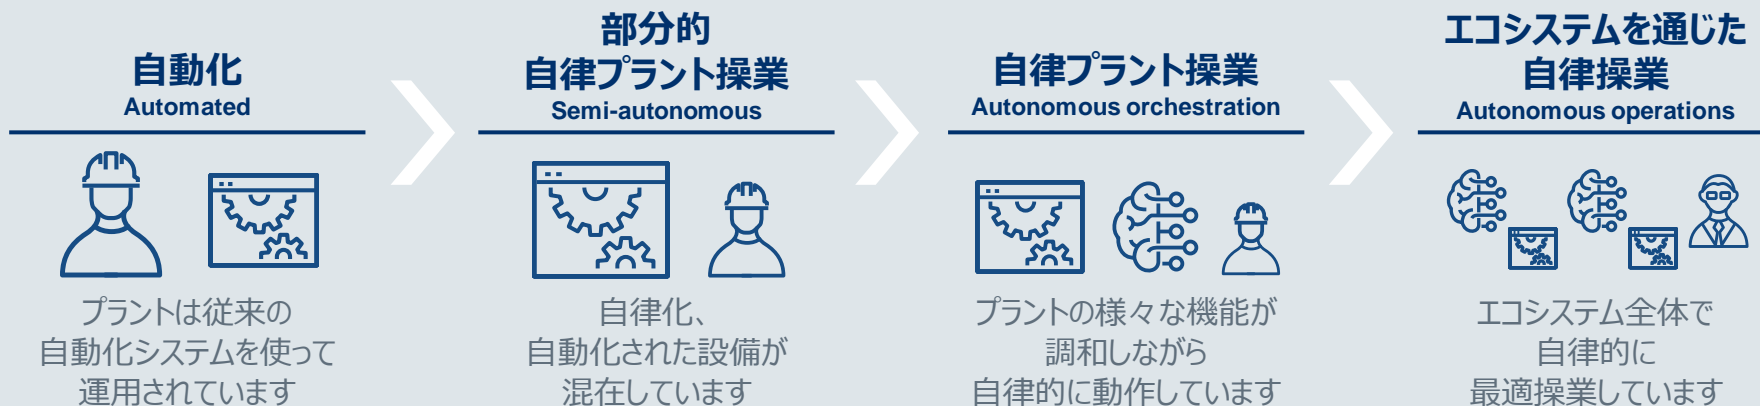 自動化
Automated
プラントは従来の
自動化システムを使って
運用されています
部分的
自律プラント操業
Semi-autonomous
自律化、
自動化された設備が
混在しています
自律プラント操業
Autonomous orchestration
プラントの様々な機能が
調和しながら
自律的に動作しています
エコシステムを通じた
自律操業
Autonomous operations
エコシステム全体で
自律的に
最適操業しています